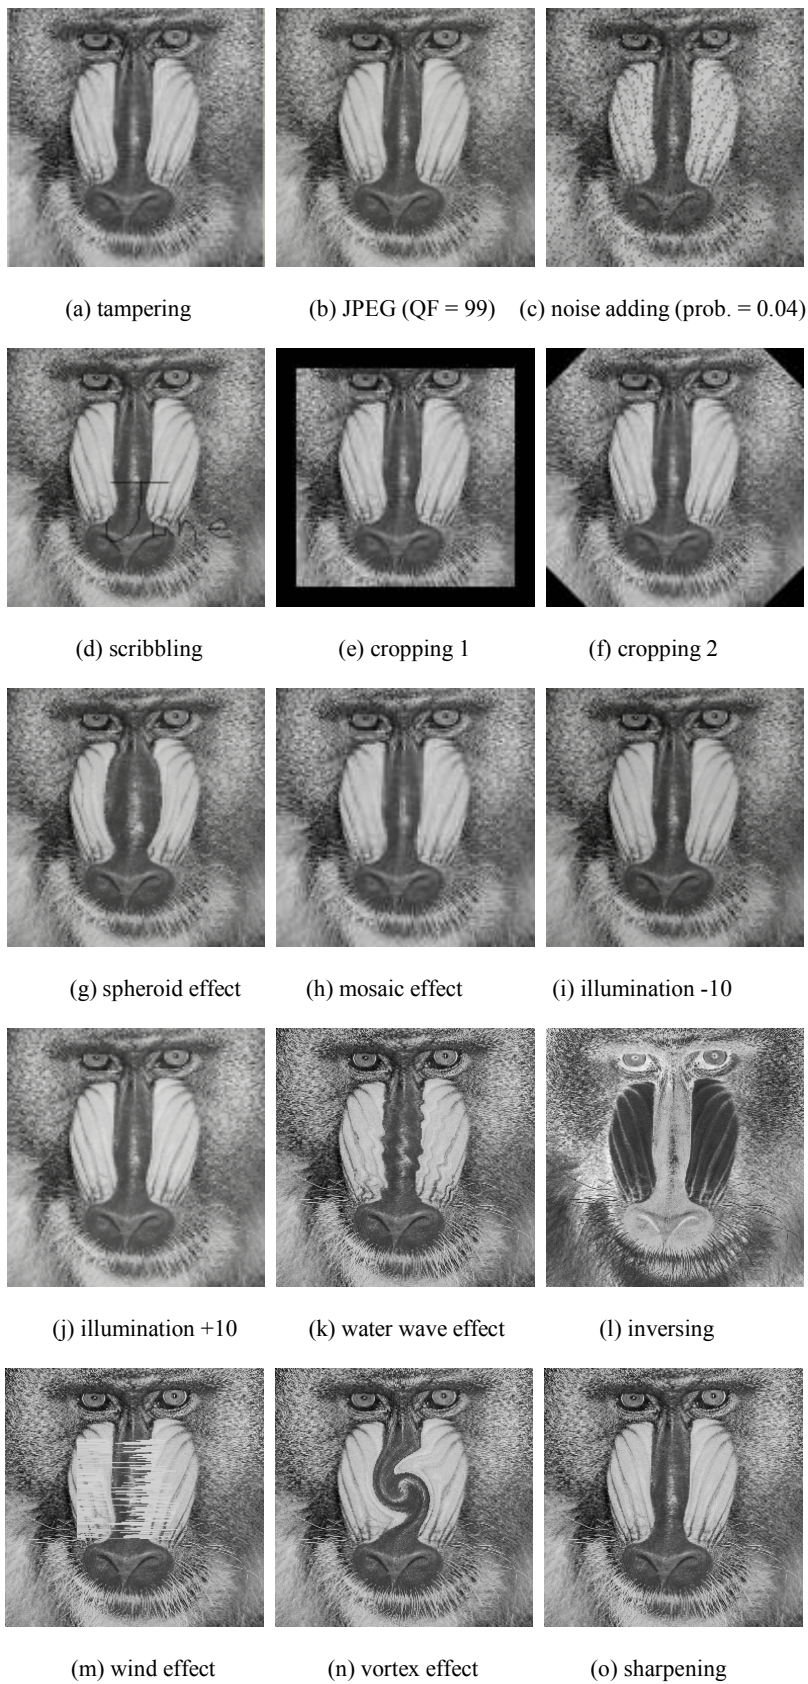 (a) tampering
(b) JPEG (QF = 99)
(c) noise adding (prob. = 0.04)
June
(d) scribbling
(e) cropping 1
(f) cropping 2
(g) spheroid effect
(h) mosaic effect
(i) illumination -10
(j) illumination +10
(k) water wave effect
(l) inversing
(m) wind effect
(n) vortex effect
(o) sharpening